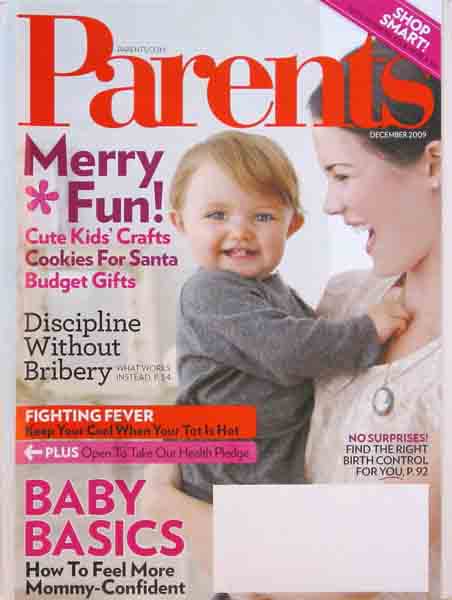 SHOP
SMART!
PARENTS.COM
Parents
DECEMBER 2009
Merry
Fun!
Cute Kids' Crafts
Cookies For Santa
Budget Gifts
Discipline
Without
Bribery WHAT WORKS
INSTEAD, P.
FIGHTING FEVER
Keep Your Cool When Your Tot Is Hot
PLUS Open To Take Our Health Pledge
NO SURPRISES!
FIND THE RIGHT
BIRTH CONTROL
FOR YOU, P. 92
BABY
BASICS
How To Feel More
Mommy-Confident